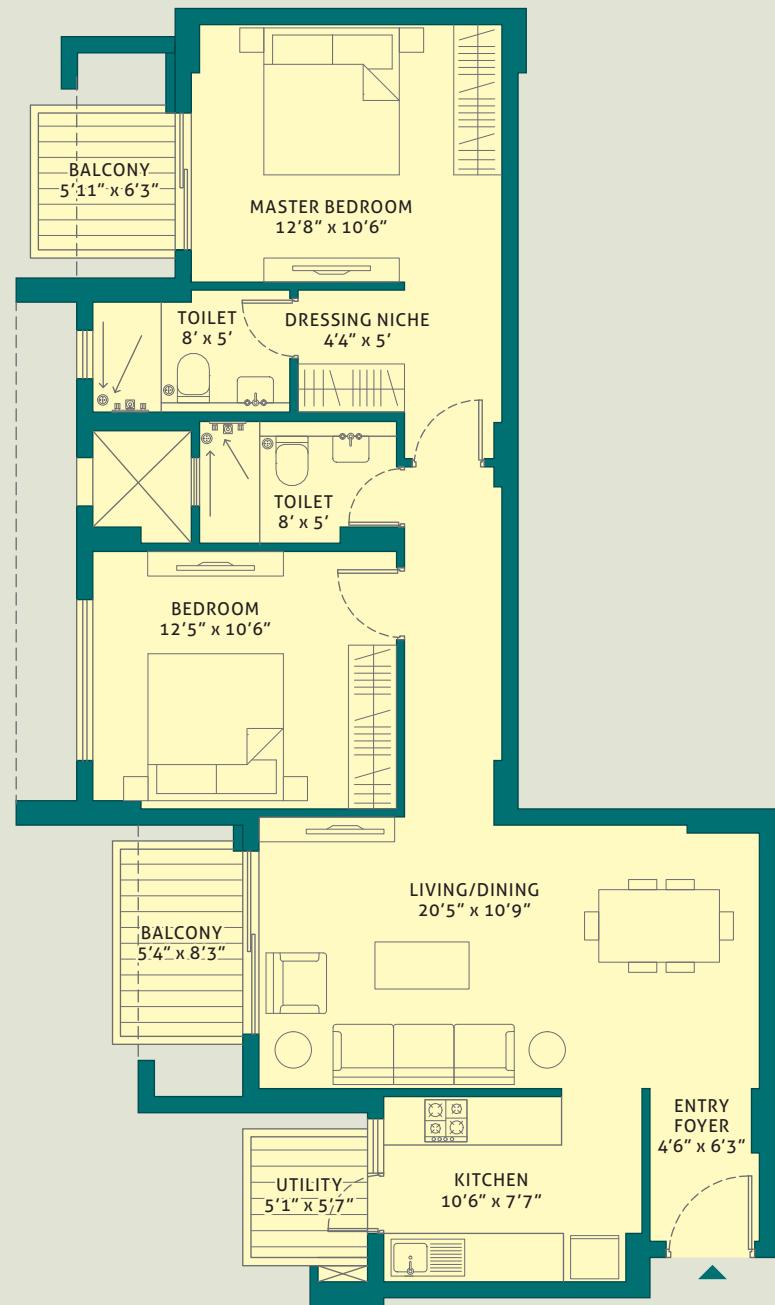 BALCONY
5'11" x 6'3"
MASTER BEDROOM
12'8" x 10'6"
TOILET
8' x 5'
DRESSING NICHE
4'4" x 5'
TOILET
8' x 5'
BEDROOM
12'5" x 10'6"
LIVING/DINING
20'5" x 10'9"
BALCONY
5'4" x 8'3"
ENTRY
FOYER
4'6" x 6'3"
KITCHEN
10'6" x 7'7"
UTILITY
5'1" x 5'7"